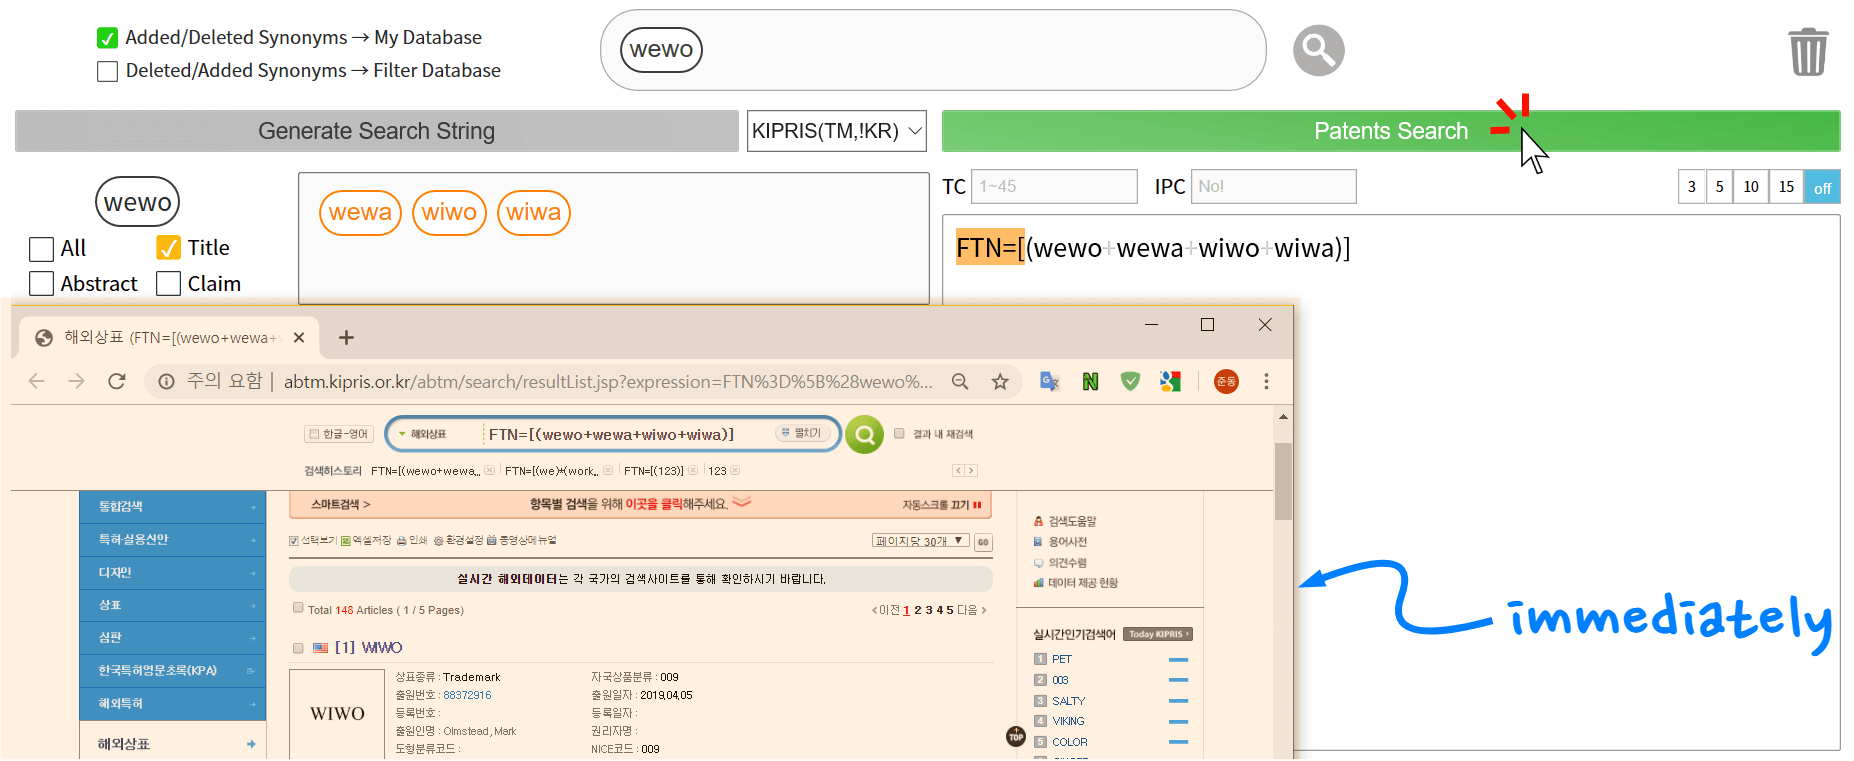 Added/Deleted Synonyms → My Database
Deleted/Added Synonyms → Filter Database
wewo
Generate Search String
KIPRIS(TM,!KR)
Patents Search
wewo
All
Title
Abstract
Claim
wewa wiwo wiwa
TC 1~45 IPC No!
3 5 10 15 off
FTN=[(wewo+wewa+wiwo+wiwa)]
해외상표 (FTN=[(wewo+wewa+
주의 요함 | abtm.kipris.or.kr/abtm/search/resultList.jsp?expression=FTN%3D%5B%28wewo%...
준동
한글-영어 해외상표 FTN=[(wewo+wewa+wiwo+wiwa)] 펼치기 결과 내 재검색
검색히스토리 FTN=[(wewo+wewa... FTN=[(we)*(work... FTN=[(123)] 123
통합검색
특허·실용신안
디자인
상표
심판
한국특허영문초록(KPA)
해외특허
해외상표
스마트검색 > 항목별 검색을 위해 이곳을 클릭해주세요. 자동스크롤 끄기
선택보기 엑셀저장 인쇄 환경설정 동영상메뉴얼 페이지당 30개 GO
실시간 해외데이터는 각 국가의 검색사이트를 통해 확인하시기 바랍니다.
Total 148 Articles ( 1 / 5 Pages) 이전 1 2 3 4 5 다음
[1] WIWO
WIWO
상표종류 : Trademark 자국상품분류 : 009
출원번호 : 88372916 출원일자 : 2019.04.05
등록번호 : 등록일자 :
출원인명 : Olmstead, Mark 권리자명 :
도형분류코드 : NICE코드 : 009
검색도움말
용어사전
의견수렴
데이터 제공 현황
실시간인기검색어 Today KIPRIS
1 PET
2 003
3 SALTY
4 VIKING
5 COLOR
TOP
immediately